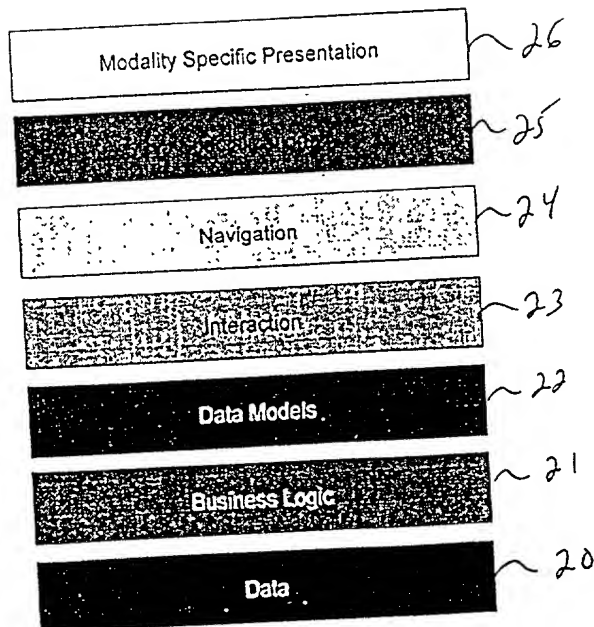 Modality Specific Presentation 26
25
Navigation 24
Interaction 23
Data Models 22
Business Logic 21
Data 20